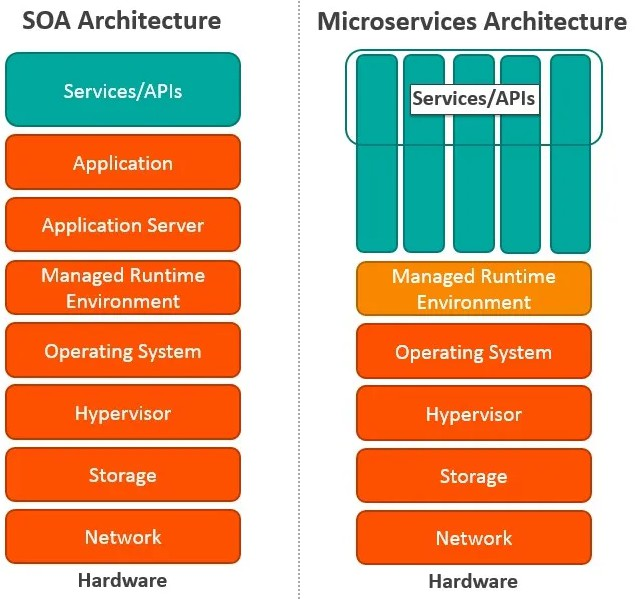 SOA Architecture
Services/APIs
Application
Application Server
Managed Runtime
Environment
Operating System
Hypervisor
Storage
Network
Hardware
Microservices Architecture
Services/APIs
Managed Runtime
Environment
Operating System
Hypervisor
Storage
Network
Hardware